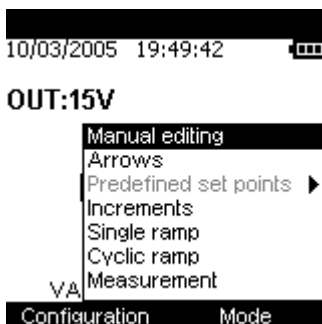 10/03/2005 19:49:42
OUT:15V
Manual editing
Arrows
Predefined set points
Increments
Single ramp
Cyclic ramp
Measurement
VA
Configuration Mode